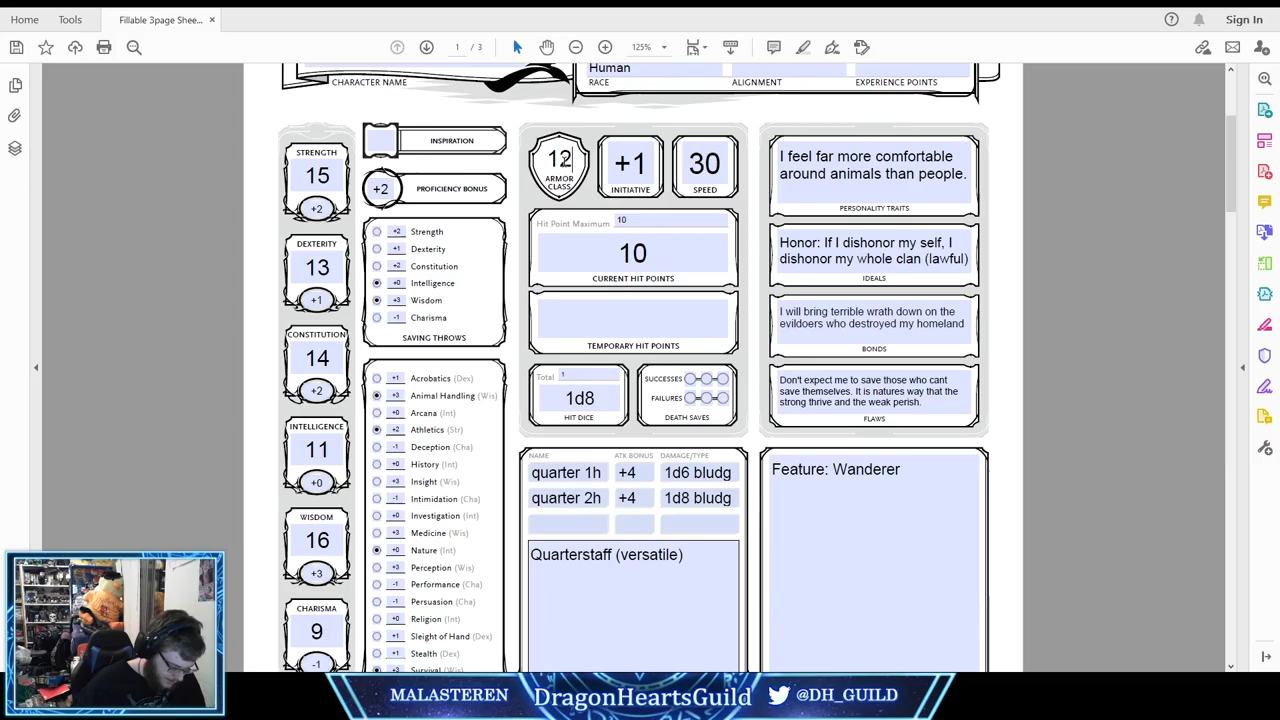 Home
Tools
Fillable 3page Shee... ×
Sign In
1 / 3
125%
Human
CHARACTER NAME
RACE
ALIGNMENT
EXPERIENCE POINTS
STRENGTH
15
+2
DEXTERITY
13
+1
CONSTITUTION
14
+2
INTELLIGENCE
11
+0
WISDOM
16
+3
CHARISMA
9
-1
INSPIRATION
+2 PROFICIENCY BONUS
+2 Strength
+1 Dexterity
+2 Constitution
+0 Intelligence
+3 Wisdom
-1 Charisma
SAVING THROWS
+1 Acrobatics (Dex)
+3 Animal Handling (Wis)
+0 Arcana (Int)
+2 Athletics (Str)
-1 Deception (Cha)
+0 History (Int)
+3 Insight (Wis)
-1 Intimidation (Cha)
+0 Investigation (Int)
+3 Medicine (Wis)
+0 Nature (Int)
+3 Perception (Wis)
-1 Performance (Cha)
-1 Persuasion (Cha)
+0 Religion (Int)
+1 Sleight of Hand (Dex)
+1 Stealth (Dex)
+3 Survival (Wis)
12
ARMOR
CLASS
+1
INITIATIVE
30
SPEED
Hit Point Maximum 10
10
CURRENT HIT POINTS
TEMPORARY HIT POINTS
Total 1
1d8
HIT DICE
SUCCESSES
FAILURES
DEATH SAVES
NAME ATK BONUS DAMAGE/TYPE
quarter 1h +4 1d6 bludg
quarter 2h +4 1d8 bludg
Quarterstaff (versatile)
I feel far more comfortable
around animals than people.
PERSONALITY TRAITS
Honor: If I dishonor my self, I
dishonor my whole clan (lawful)
IDEALS
I will bring terrible wrath down on the
evildoers who destroyed my homeland
BONDS
Don't expect me to save those who cant
save themselves. It is natures way that the
strong thrive and the weak perish.
FLAWS
Feature: Wanderer
MALASTEREN
DragonHeartsGuild
@DH_GUILD